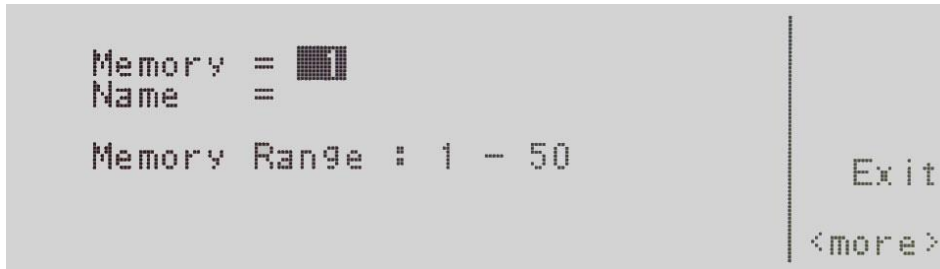 Memory = 1
Name =
Memory Range : 1 - 50
Exit
<more>